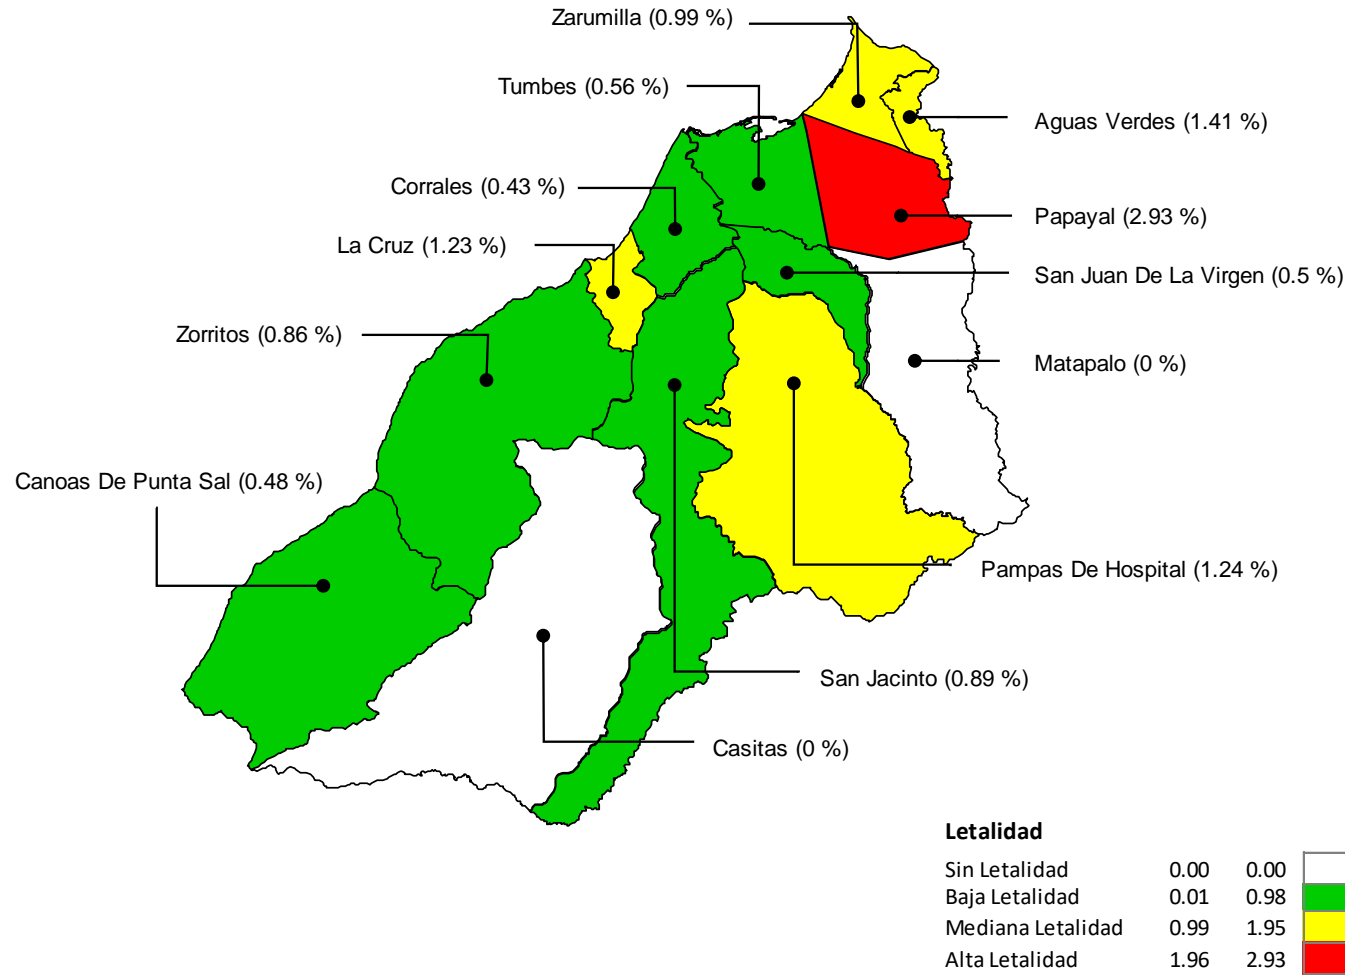 Zarumilla (0.99 %)
Tumbes (0.56 %)
Aguas Verdes (1.41 %)
Corrales (0.43 %)
Papayal (2.93 %)
La Cruz (1.23 %)
San Juan De La Virgen (0.5 %)
Zorritos (0.86 %)
Matapalo (0 %)
Canoas De Punta Sal (0.48 %)
Pampas De Hospital (1.24 %)
San Jacinto (0.89 %)
Casitas (0 %)
Letalidad
Sin Letalidad 0.00 0.00
Baja Letalidad 0.01 0.98
Mediana Letalidad 0.99 1.95
Alta Letalidad 1.96 2.93